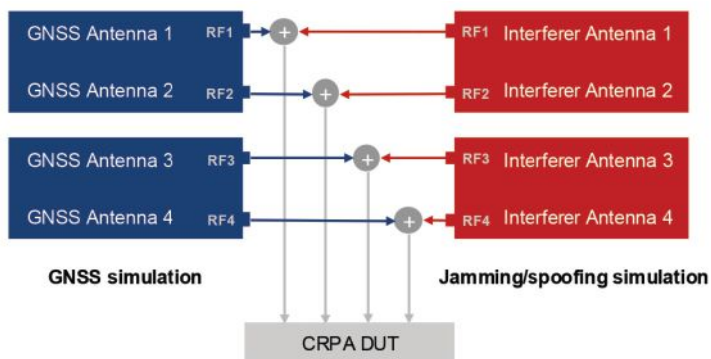 GNSS Antenna 1 RF1 + RF1 Interferer Antenna 1
GNSS Antenna 2 RF2 + RF2 Interferer Antenna 2
GNSS Antenna 3 RF3 + RF3 Interferer Antenna 3
GNSS Antenna 4 RF4 + RF4 Interferer Antenna 4
GNSS simulation Jamming/spoofing simulation
CRPA DUT